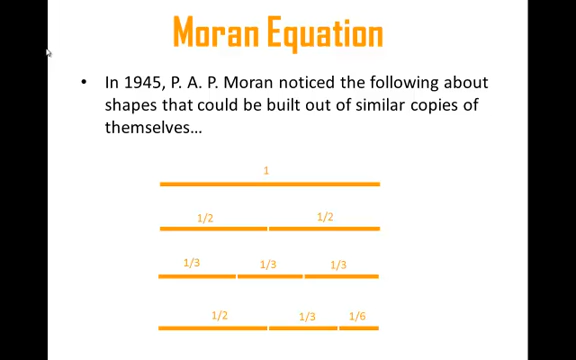 Moran Equation
• In 1945, P. A. P. Moran noticed the following about
shapes that could be built out of similar copies of
themselves…
1
1/2 1/2
1/3 1/3 1/3
1/2 1/3 1/6